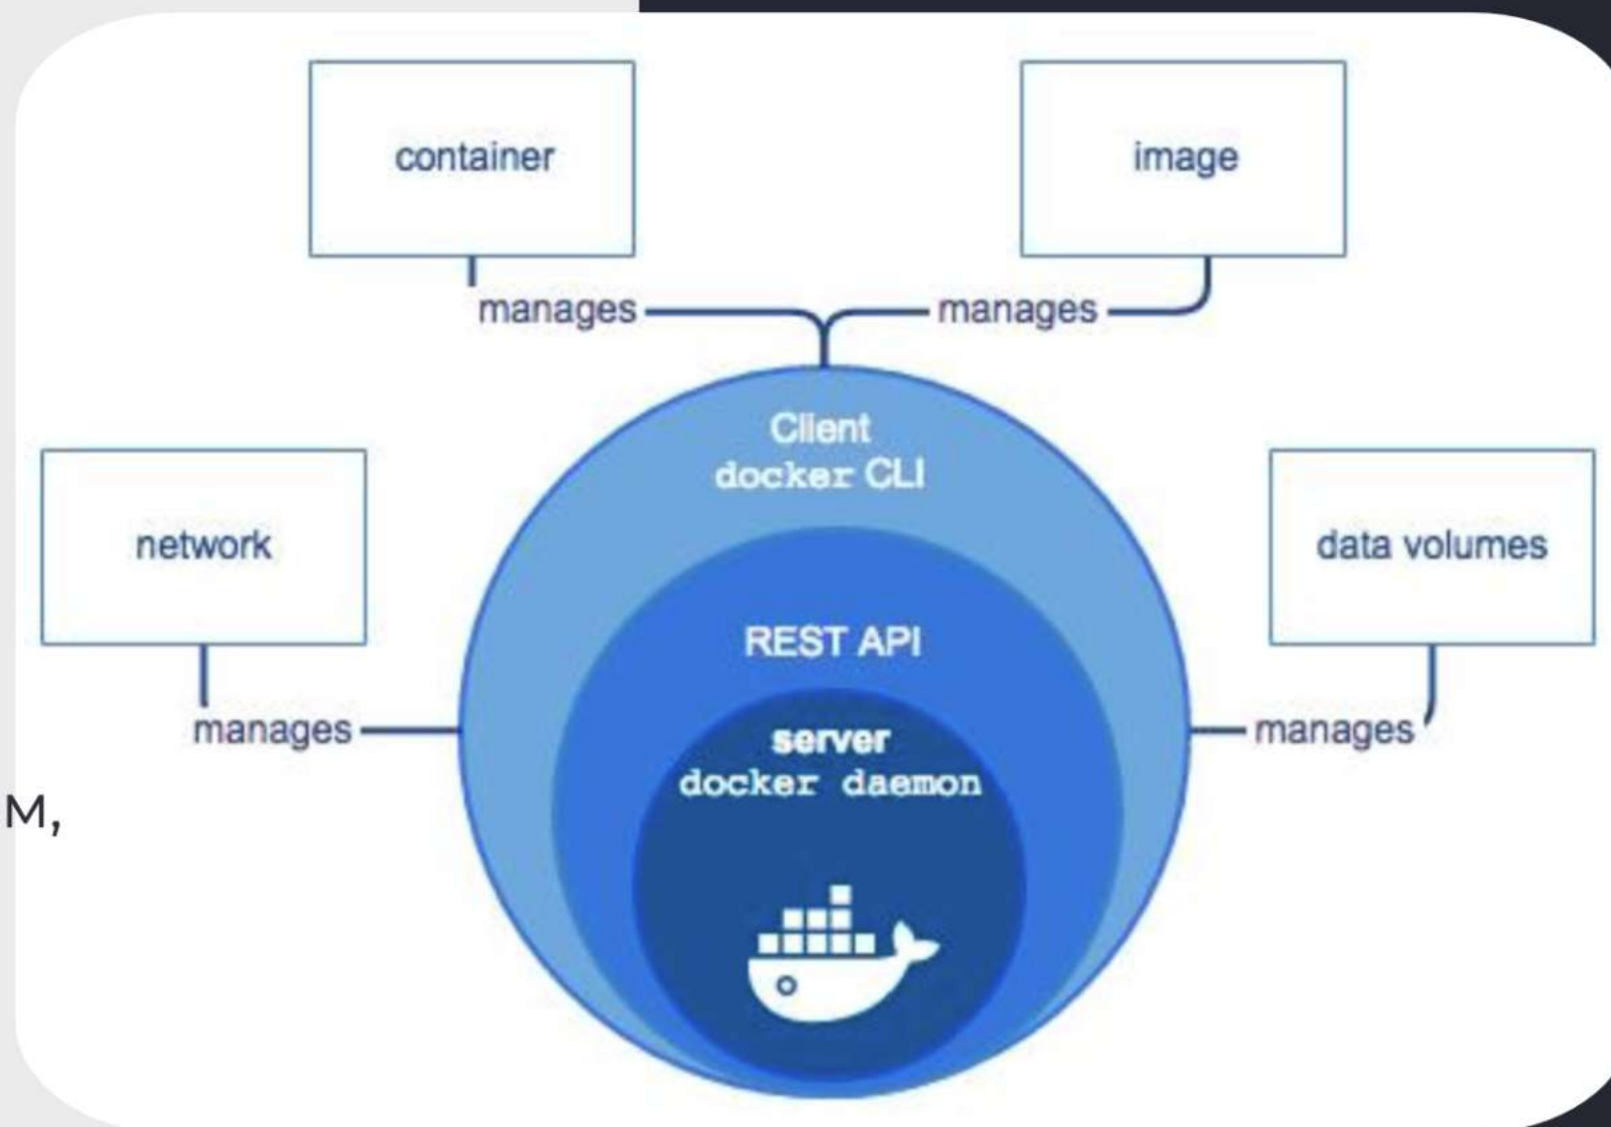 container
image
manages
manages
Client
docker CLI
network
data volumes
REST API
manages
server
docker daemon
manages
M,